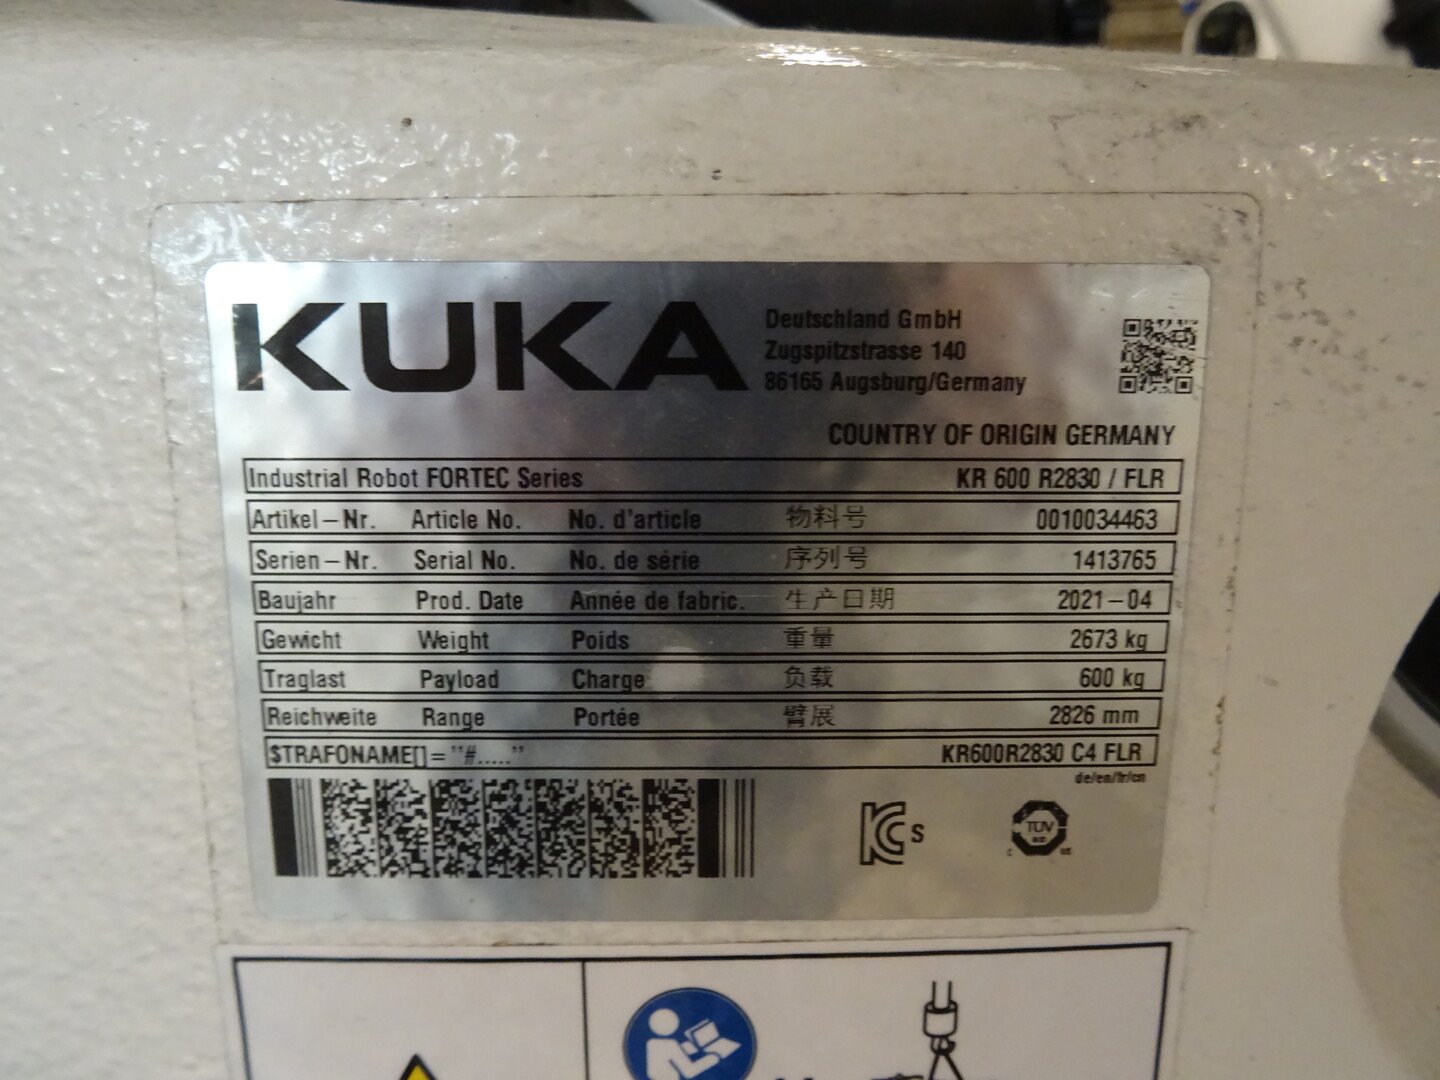 KUKA
Deutschland GmbH
Zugspitzstrasse 140
86165 Augsburg/Germany
COUNTRY OF ORIGIN GERMANY
Industrial Robot FORTEC Series KR 600 R2830 / FLR
Artikel-Nr. Article No. No. d'article 物料号 0010034463
Serien-Nr. Serial No. No. de série 序列号 1413765
Baujahr Prod. Date Année de fabric. 生产日期 2021-04
Gewicht Weight Poids 重量 2673 kg
Traglast Payload Charge 负载 600 kg
Reichweite Range Portée 臂展 2826 mm
$TRAFONAME[]="#....." KR600R2830 C4 FLR
de/en/fr/cn
KC S
TÜV
C US